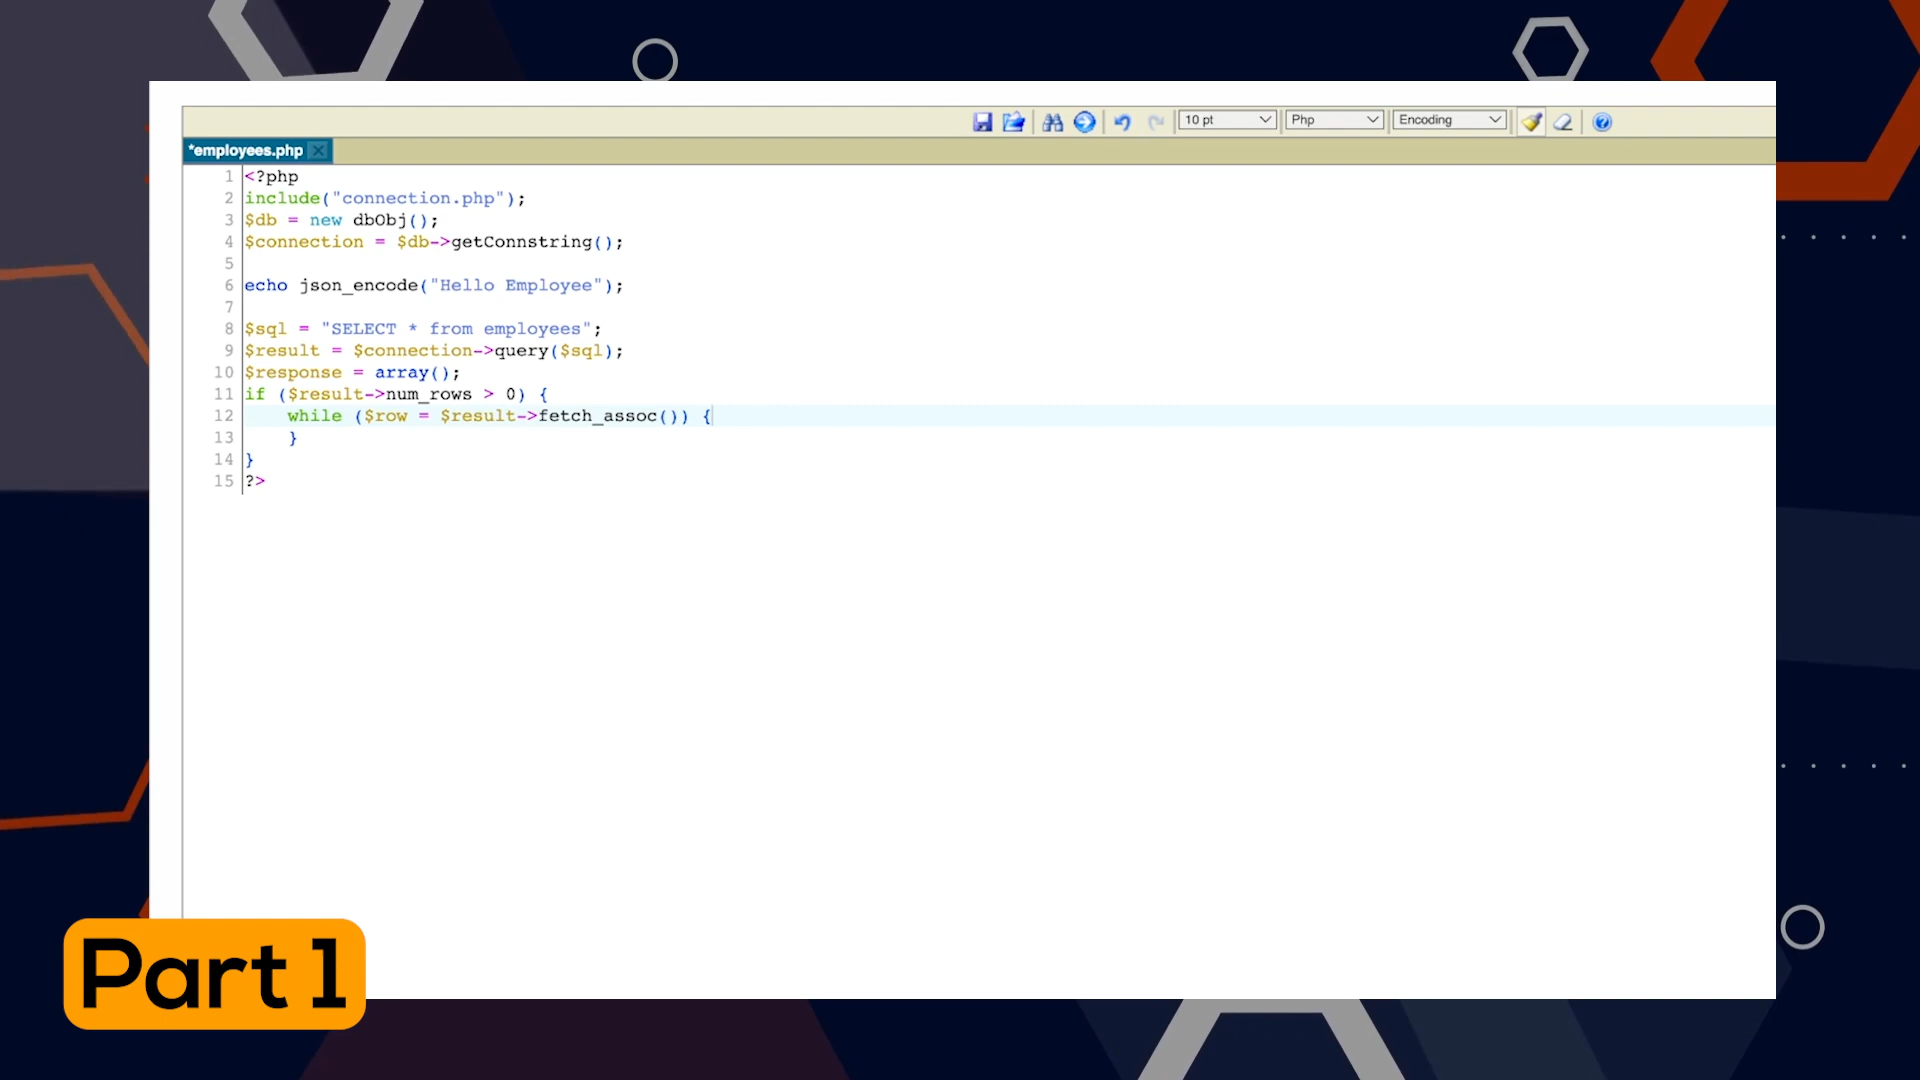 10 pt
Php
Encoding
*employees.php
1 <?php
2 include("connection.php");
3 $db = new dbObj();
4 $connection = $db->getConnstring();
5
6 echo json_encode("Hello Employee");
7
8 $sql = "SELECT * from employees";
9 $result = $connection->query($sql);
10 $response = array();
11 if ($result->num_rows > 0) {
12     while ($row = $result->fetch_assoc()) {
13     }
14 }
15 ?>
Part 1